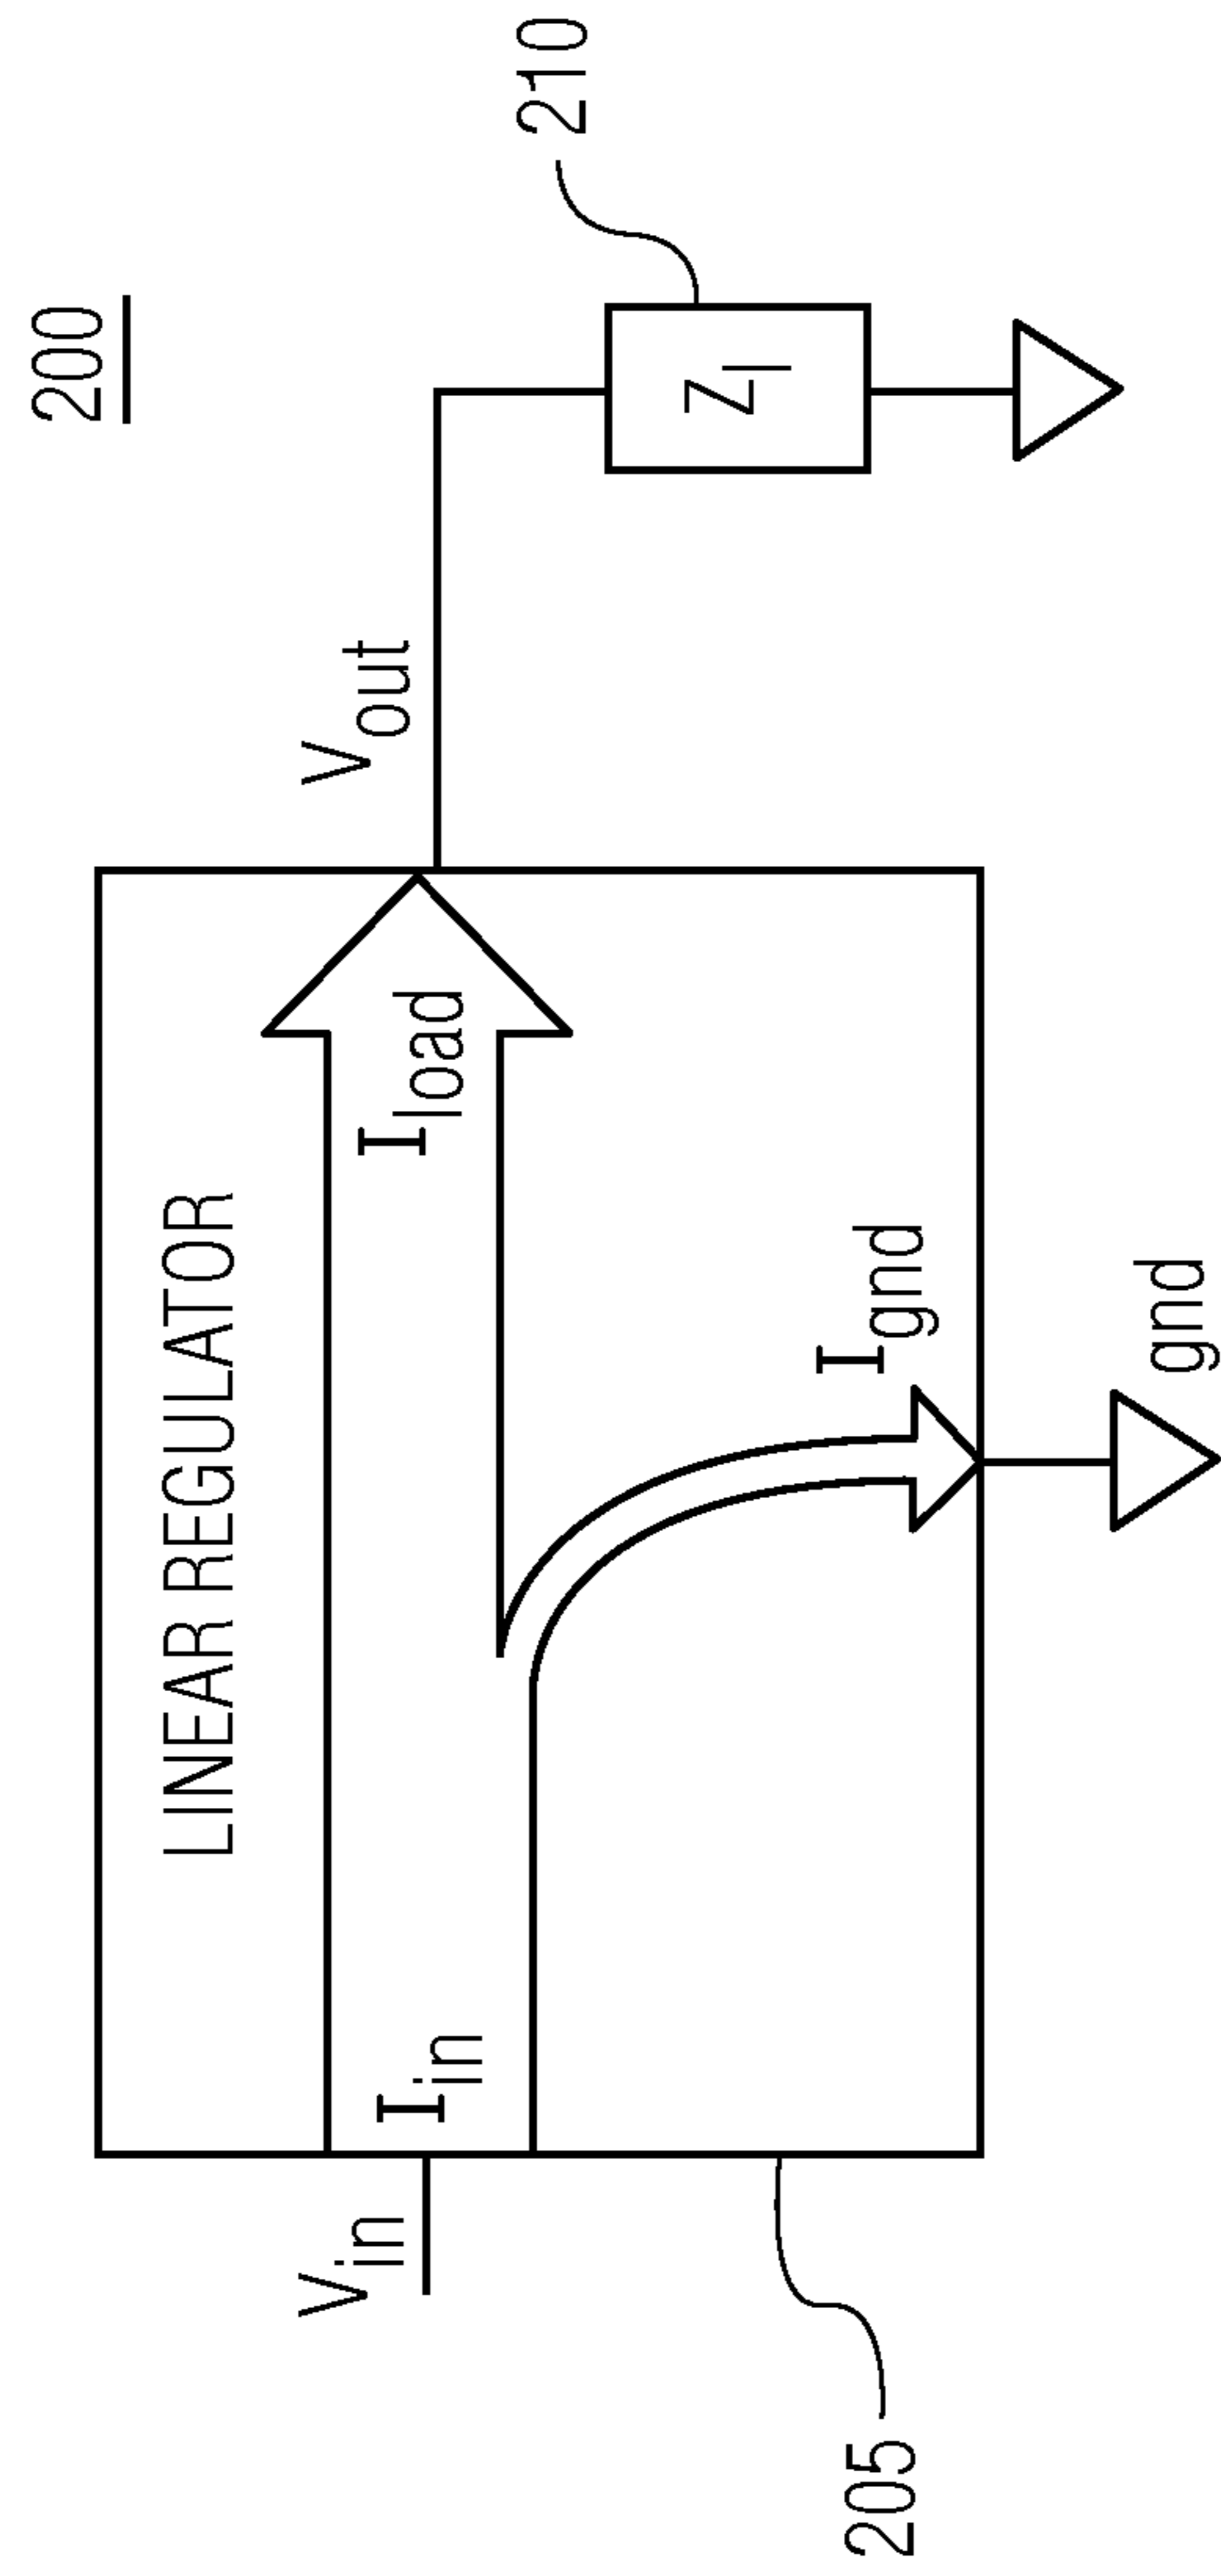 200
LINEAR REGULATOR
V_in
I_in
I_load
V_out
I_gnd
gnd
Z_l
205
210